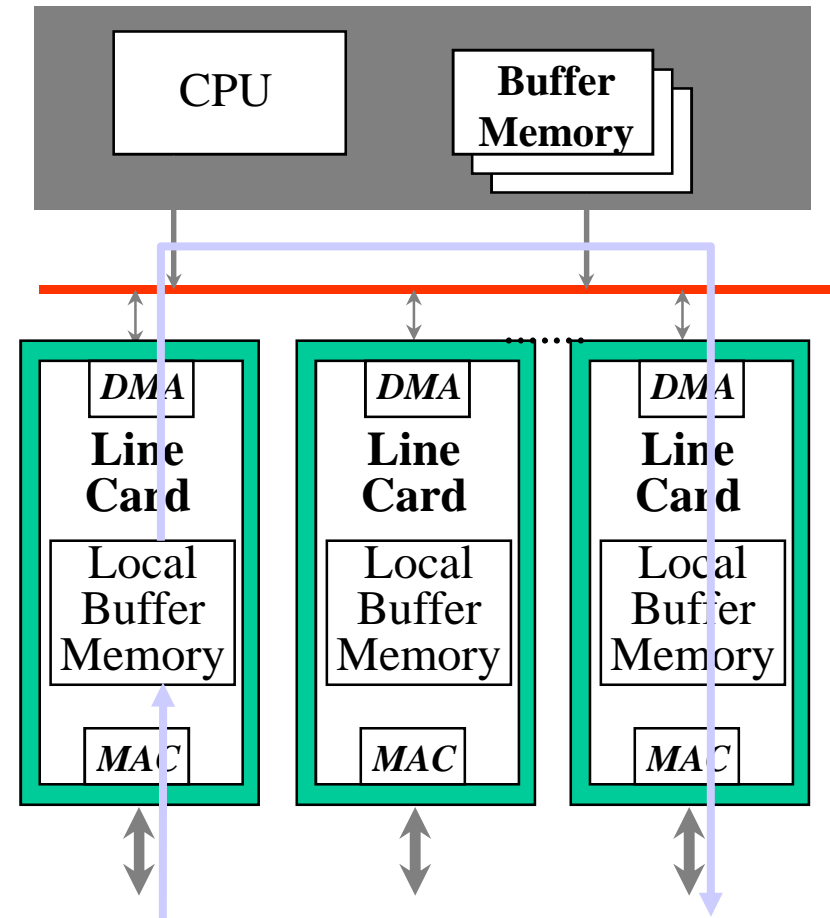 CPU
Buffer
Memory
DMA
Line
Card
Local
Buffer
Memory
MAC
DMA
Line
Card
Local
Buffer
Memory
MAC
DMA
Line
Card
Local
Buffer
Memory
MAC